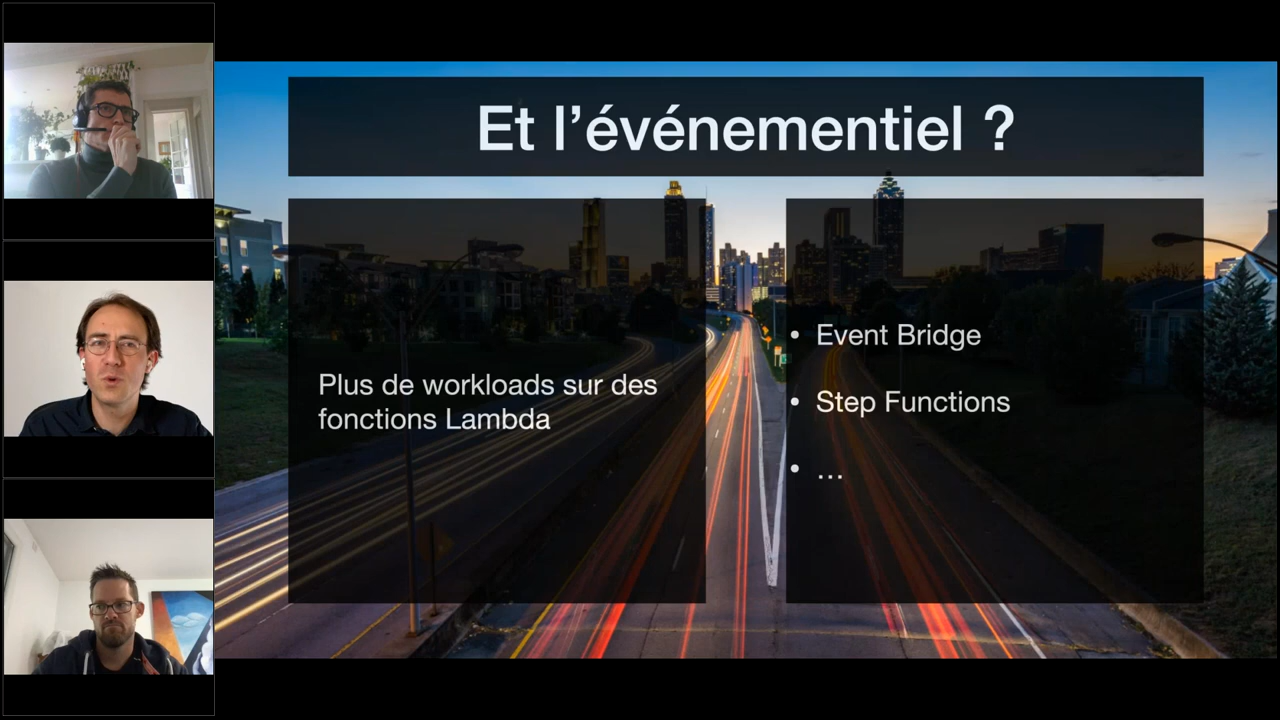 Et l’événementiel ?
Plus de workloads sur des
fonctions Lambda
• Event Bridge
• Step Functions
• …